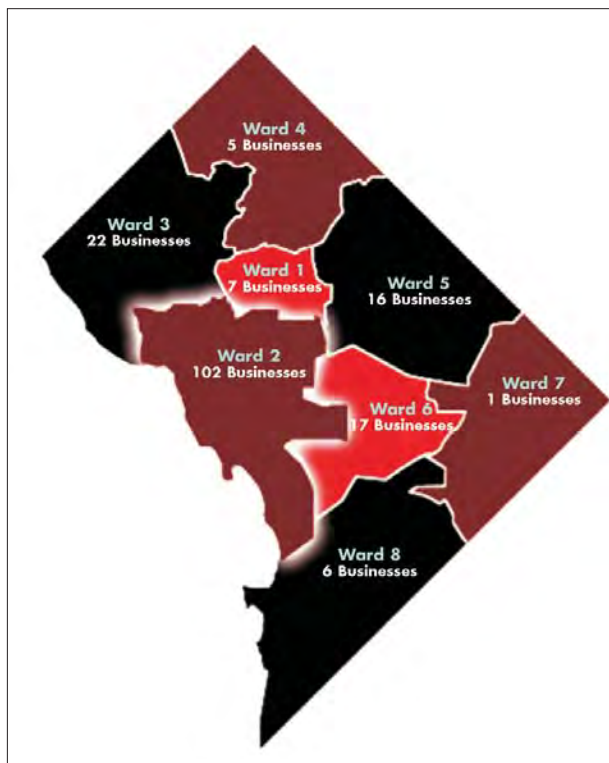 Ward 4
5 Businesses
Ward 3
22 Businesses
Ward 1
7 Businesses
Ward 5
16 Businesses
Ward 2
102 Businesses
Ward 7
1 Businesses
Ward 6
17 Businesses
Ward 8
6 Businesses